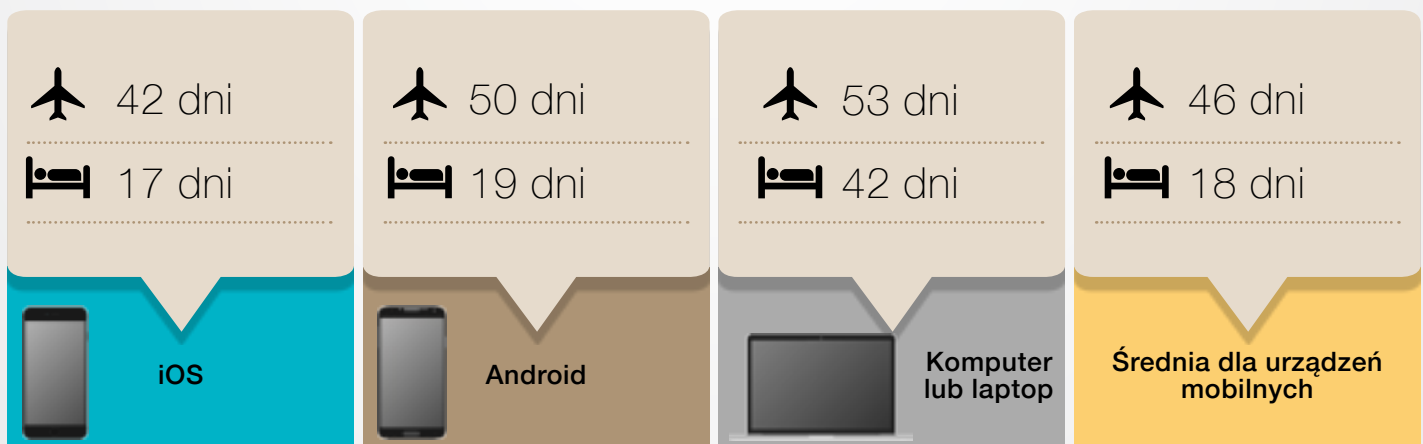 42 dni
17 dni
iOS
50 dni
19 dni
Android
53 dni
42 dni
Komputer
lub laptop
46 dni
18 dni
Średnia dla urządzeń
mobilnych